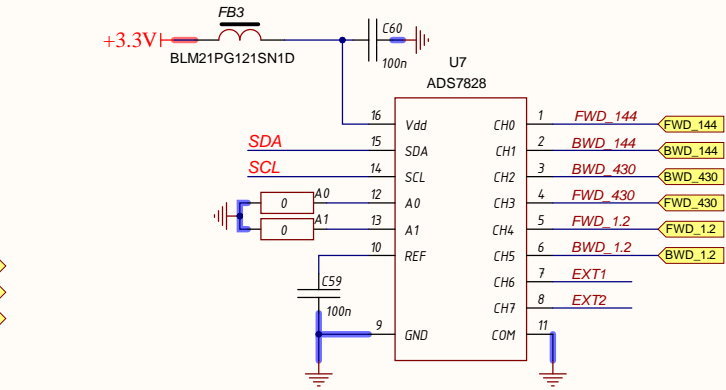 FB3
+3.3V
BLM21PG121SN1D
C60
100n
U7
ADS7828
16 Vdd CH0 1 FWD_144 FWD_144
SDA 15 SDA CH1 2 BWD_144 BWD_144
SCL 14 SCL CH2 3 BWD_430 BWD_430
0 A0 12 A0 CH3 4 FWD_430 FWD_430
0 A1 13 A1 CH4 5 FWD_1.2 FWD_1.2
10 REF CH5 6 BWD_1.2 BWD_1.2
C59
100n
CH6 7 EXT1
CH7 8 EXT2
9 GND COM 11